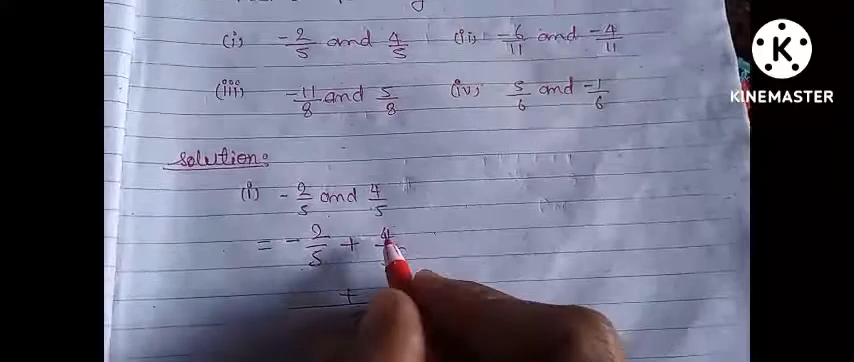 (i) -2/5 and 4/5 (ii) -6/11 and -4/11
(iii) -11/8 and 5/8 (iv) 5/6 and -1/6
Solution:
(i) -2/5 and 4/5
= -2/5 + 4
+
K
KINEMASTER